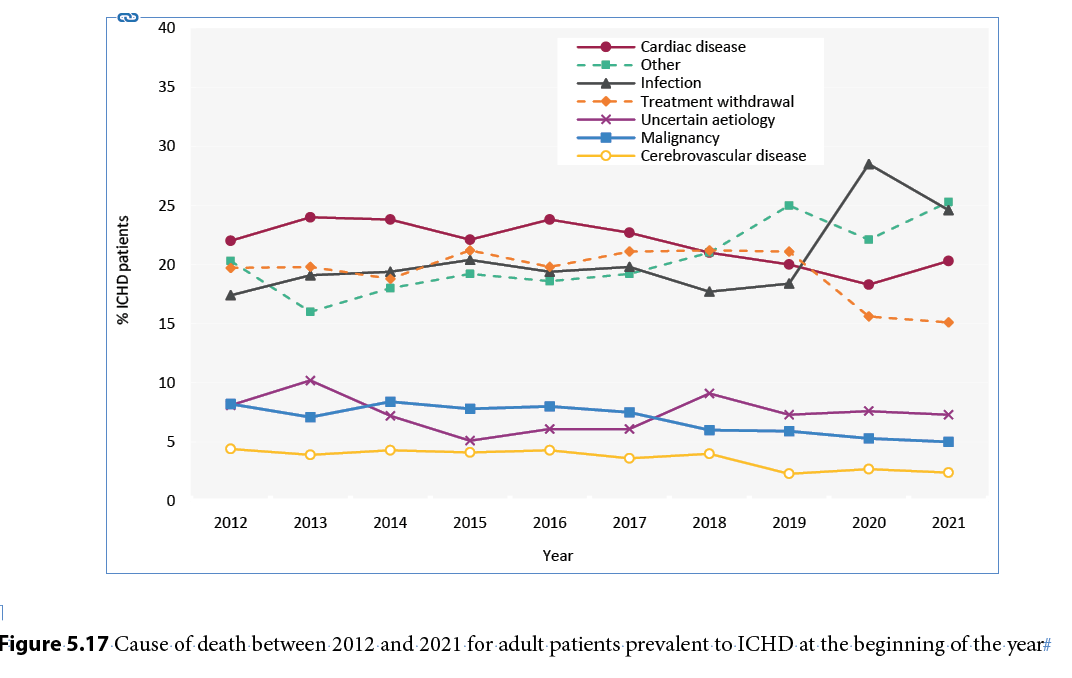 40
35
30
25
20
15
10
5
0
% ICHD patients
Cardiac disease
Other
Infection
Treatment withdrawal
Uncertain aetiology
Malignancy
Cerebrovascular disease
2012 2013 2014 2015 2016 2017 2018 2019 2020 2021
Year
Figure 5.17 Cause of death between 2012 and 2021 for adult patients prevalent to ICHD at the beginning of the year#